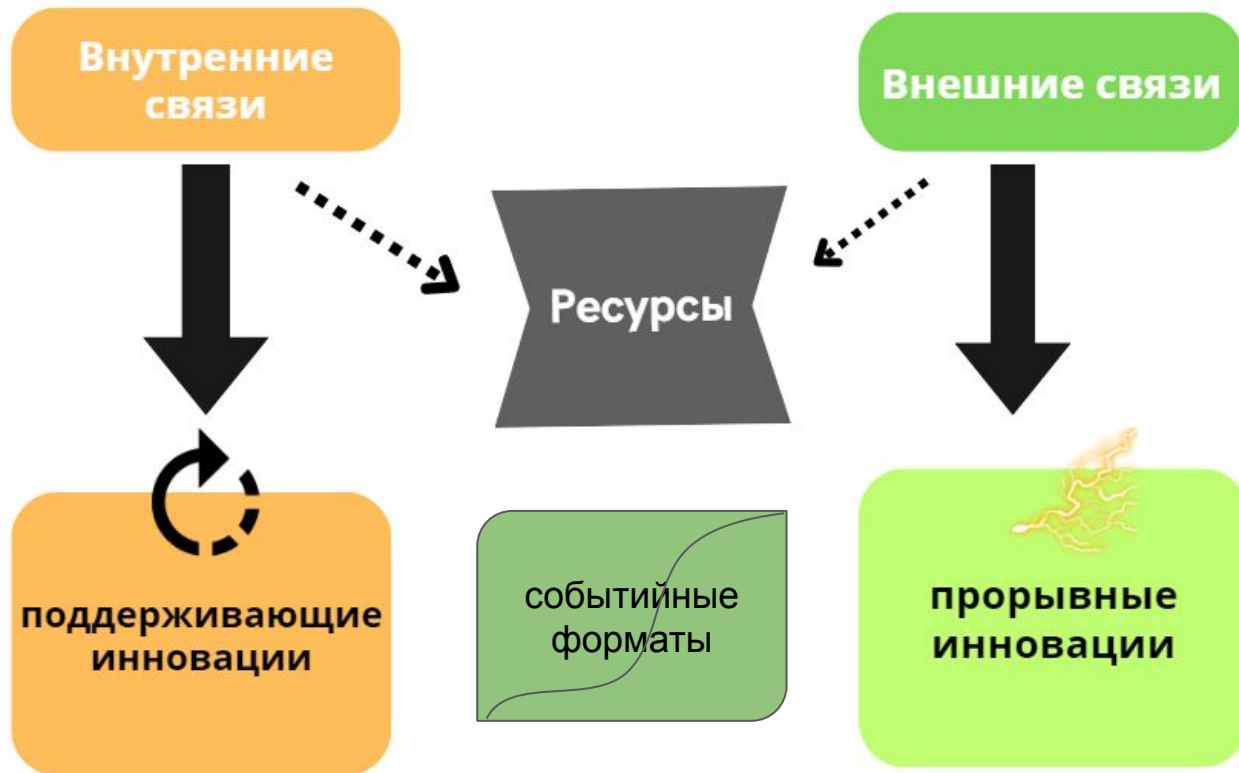 Внутренние
связи
Внешние связи
Ресурсы
поддерживающие
инновации
событийные
форматы
прорывные
инновации